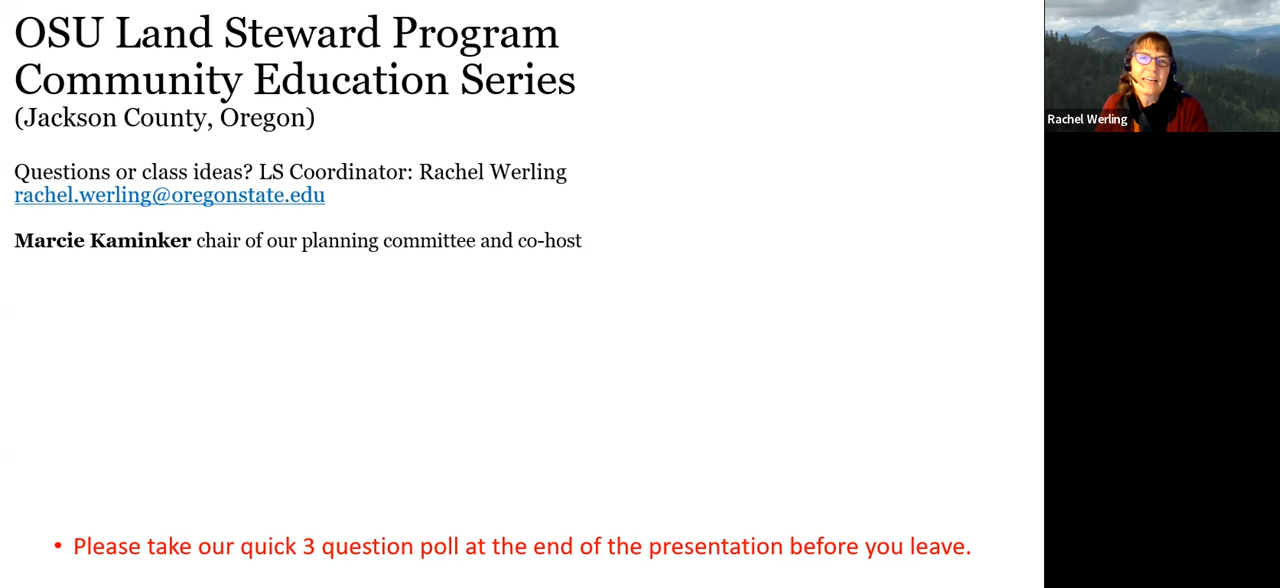 OSU Land Steward Program
Community Education Series
(Jackson County, Oregon)
Questions or class ideas? LS Coordinator: Rachel Werling
rachel.werling@oregonstate.edu
Marcie Kaminker chair of our planning committee and co-host
• Please take our quick 3 question poll at the end of the presentation before you leave.
Rachel Werling